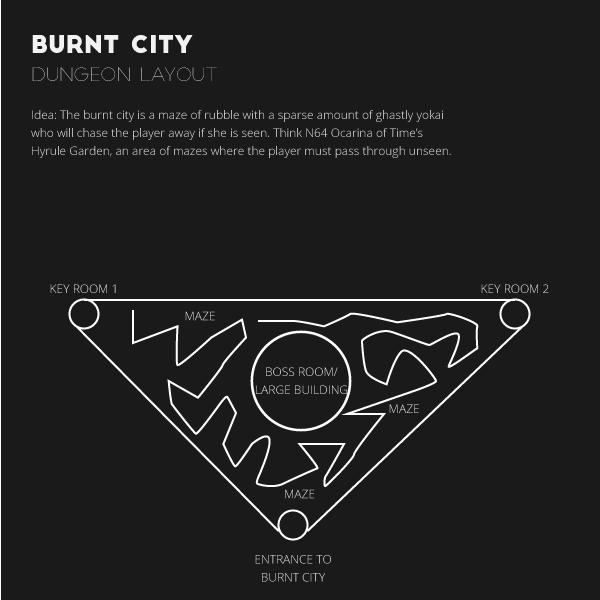 BURNT CITY
DUNGEON LAYOUT
Idea: The burnt city is a maze of rubble with a sparse amount of ghastly yokai
who will chase the player away if she is seen. Think N64 Ocarina of Time's
Hyrule Garden, an area of mazes where the player must pass through unseen.
KEY ROOM 1
KEY ROOM 2
MAZE
BOSS ROOM/
LARGE BUILDING
MAZE
MAZE
ENTRANCE TO
BURNT CITY